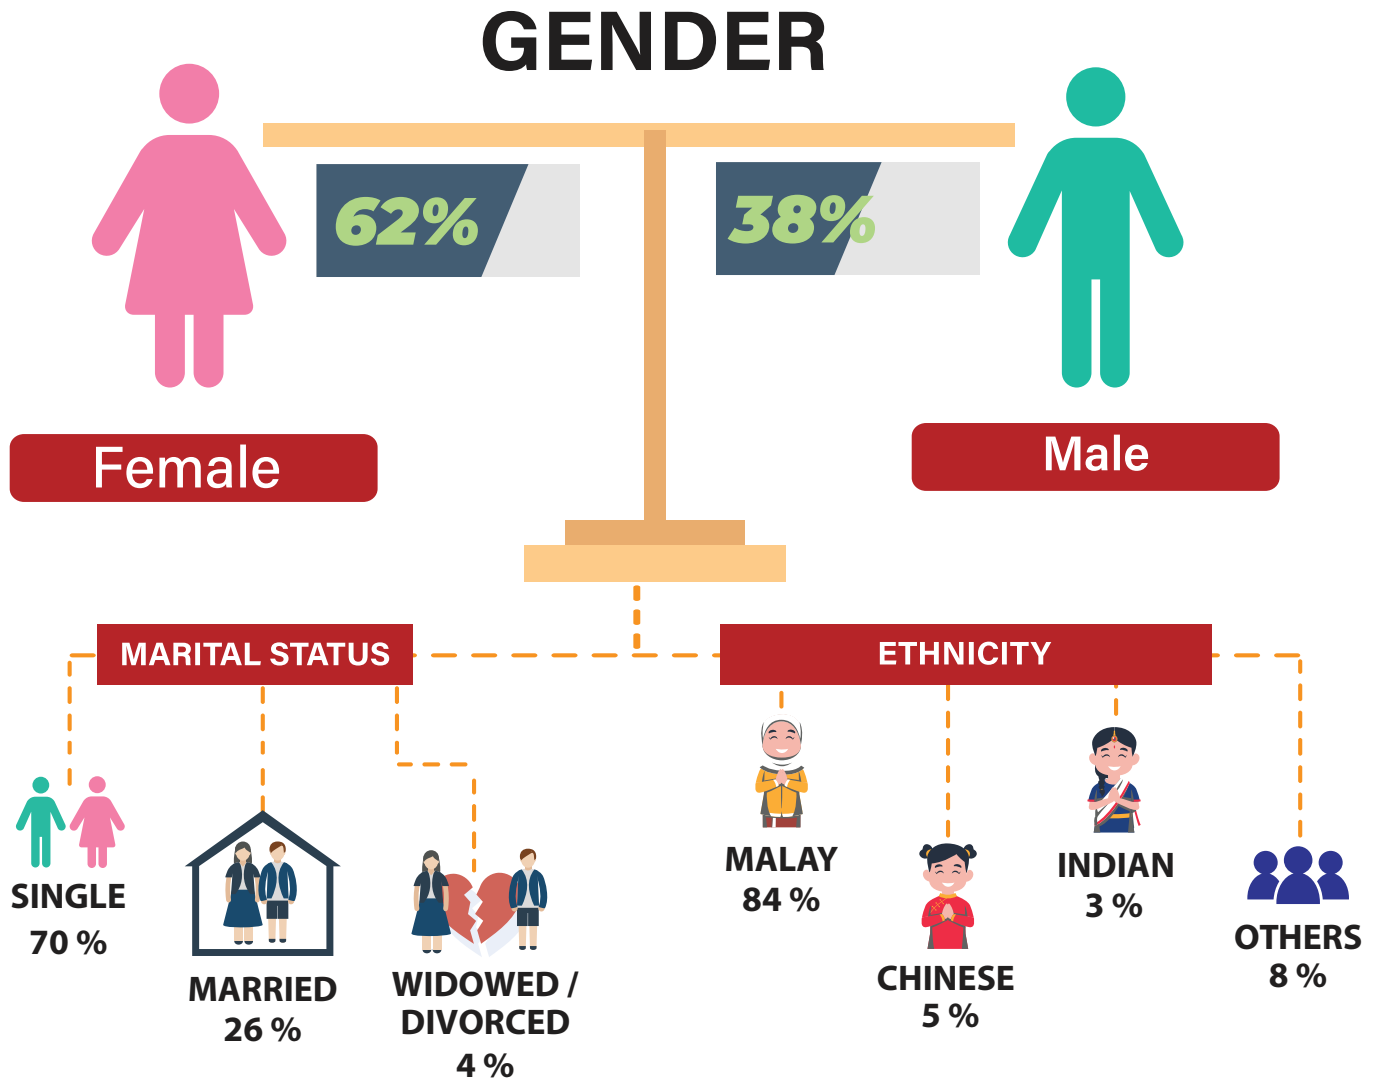 GENDER
62%
38%
Female
Male
MARITAL STATUS
ETHNICITY
SINGLE
70 %
MARRIED
26 %
WIDOWED /
DIVORCED
4 %
MALAY
84 %
CHINESE
5 %
INDIAN
3 %
OTHERS
8 %